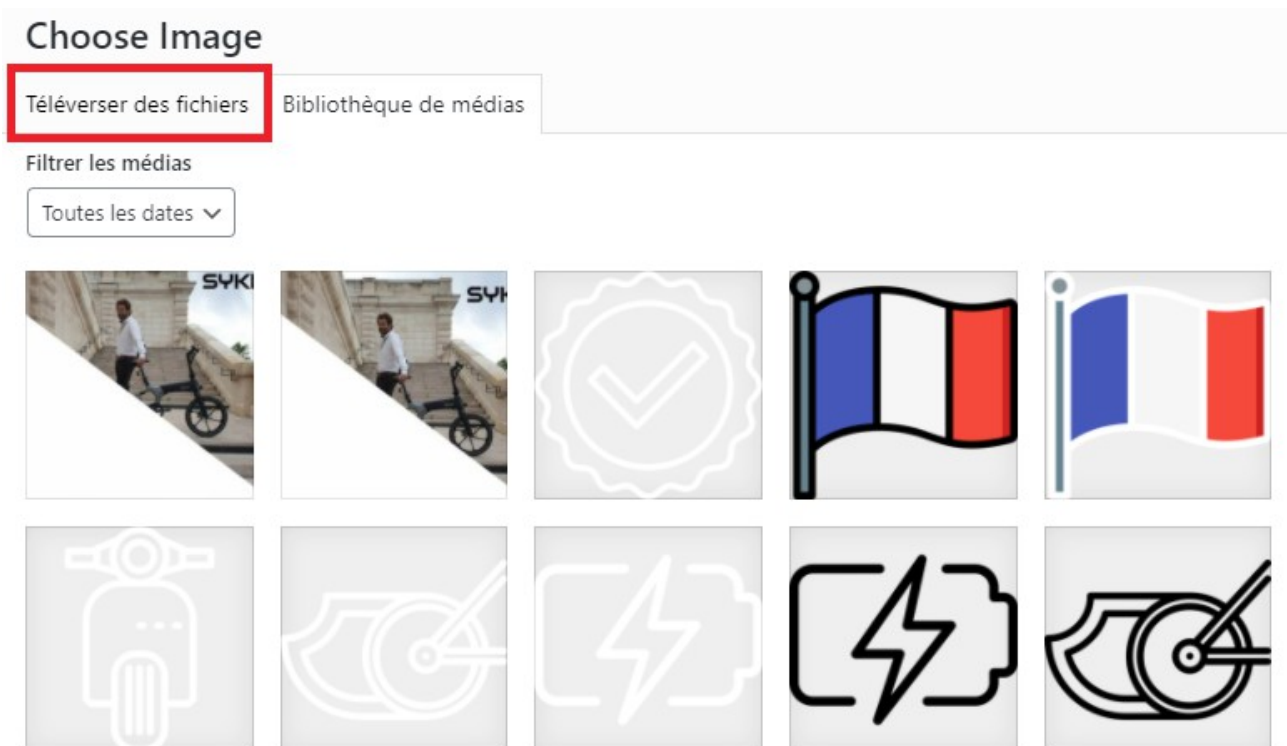 Choose Image
Téléverser des fichiers
Bibliothèque de médias
Filtrer les médias
Toutes les dates